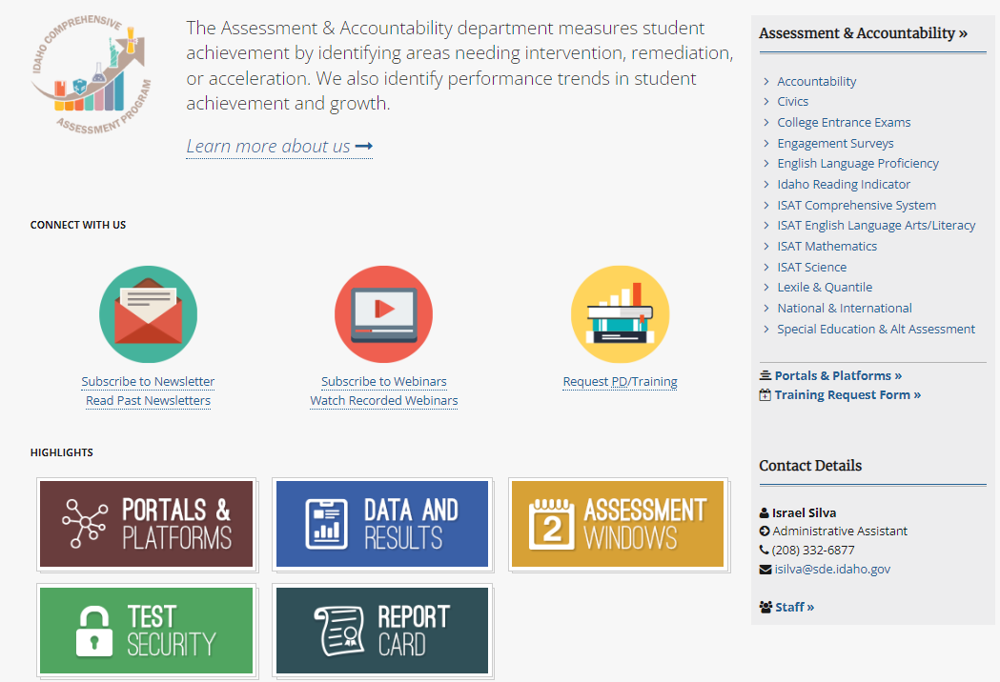 IDAHO COMPREHENSIVE
ASSESSMENT PROGRAM
The Assessment & Accountability department measures student
achievement by identifying areas needing intervention, remediation,
or acceleration. We also identify performance trends in student
achievement and growth.
Learn more about us
CONNECT WITH US
Subscribe to Newsletter
Read Past Newsletters
Subscribe to Webinars
Watch Recorded Webinars
Request PD/Training
HIGHLIGHTS
PORTALS &
PLATFORMS
DATA AND
RESULTS
2
ASSESSMENT
WINDOWS
TEST
SECURITY
REPORT
CARD
Assessment & Accountability »
Accountability
Civics
College Entrance Exams
Engagement Surveys
English Language Proficiency
Idaho Reading Indicator
ISAT Comprehensive System
ISAT English Language Arts/Literacy
ISAT Mathematics
ISAT Science
Lexile & Quantile
National & International
Special Education & Alt Assessment
Portals & Platforms »
Training Request Form »
Contact Details
Israel Silva
Administrative Assistant
(208) 332-6877
isilva@sde.idaho.gov
Staff »